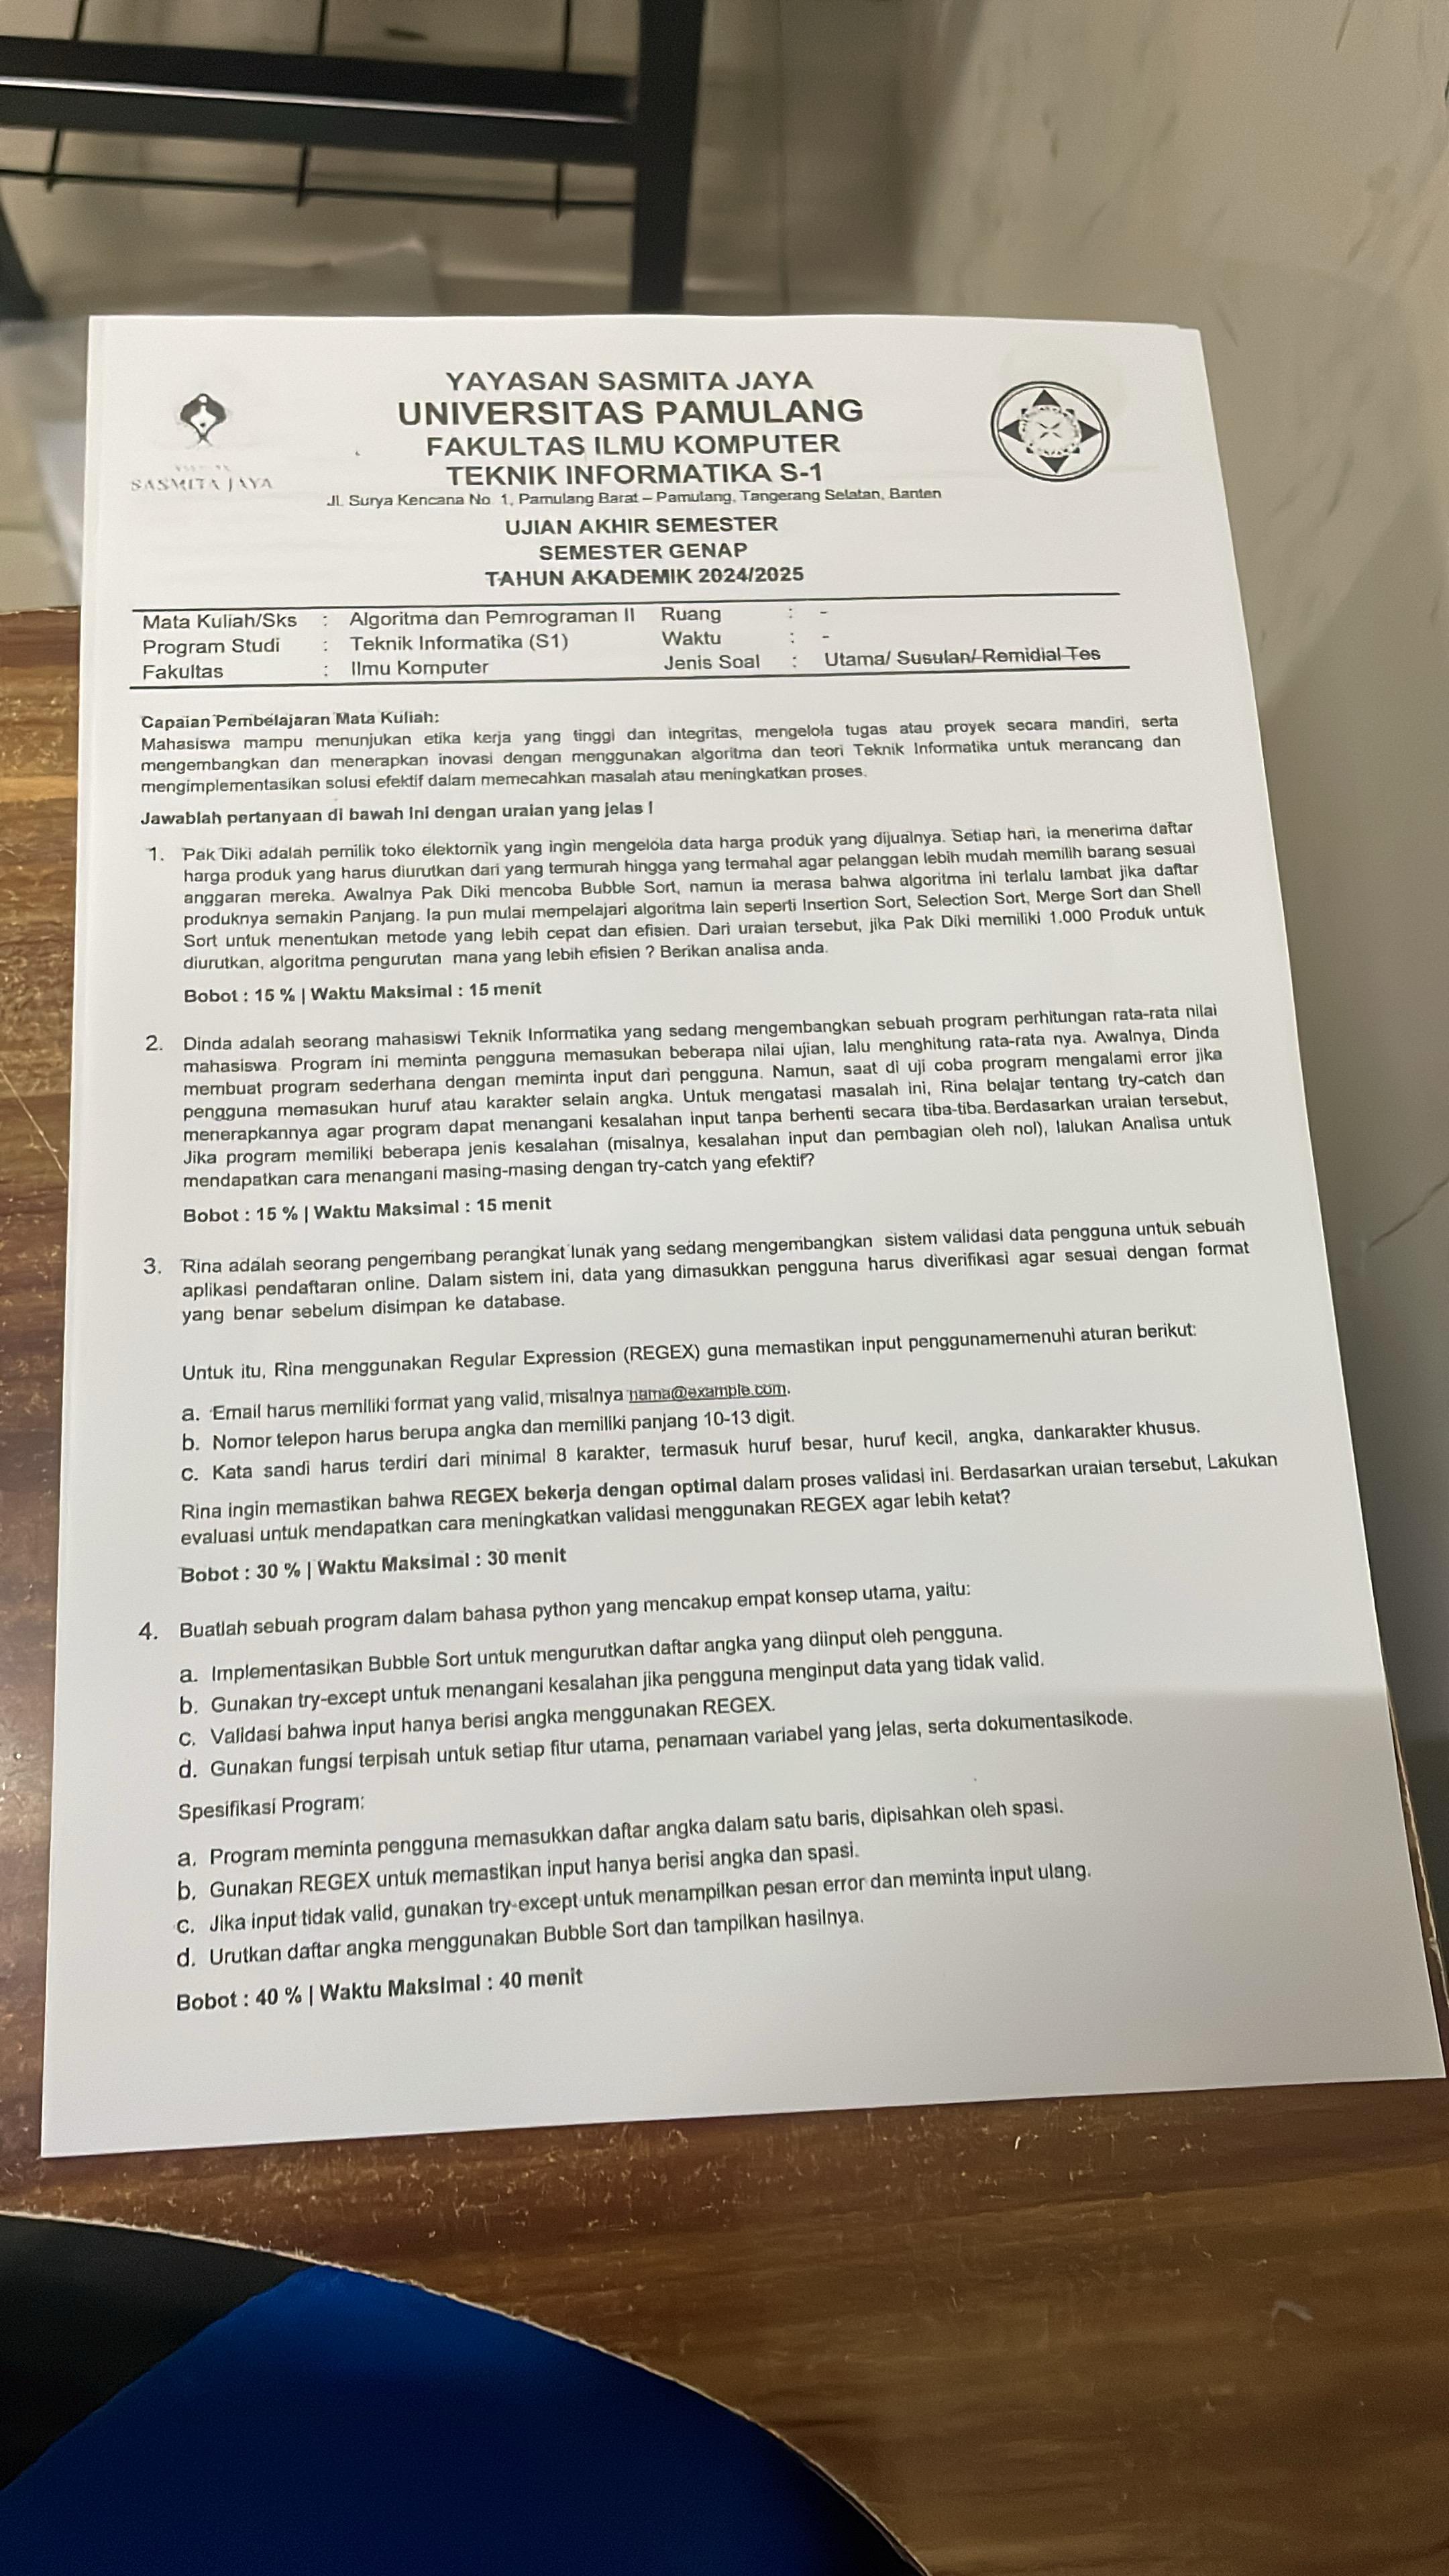 YAYASAN SASMITA JAYA
UNIVERSITAS PAMULANG
FAKULTAS ILMU KOMPUTER
TEKNIK INFORMATIKA S-1
SASMITA JAYA
Jl. Surya Kencana No. 1, Pamulang Barat – Pamulang, Tangerang Selatan, Banten
UJIAN AKHIR SEMESTER
SEMESTER GENAP
TAHUN AKADEMIK 2024/2025
Mata Kuliah/Sks : Algoritma dan Pemrograman II Ruang : -
Program Studi : Teknik Informatika (S1) Waktu : -
Fakultas : Ilmu Komputer Jenis Soal : Utama/ Susulan/ Remidial Tes
Capaian Pembelajaran Mata Kuliah:
Mahasiswa mampu menunjukan etika kerja yang tinggi dan integritas, mengelola tugas atau proyek secara mandiri, serta
mengembangkan dan menerapkan inovasi dengan menggunakan algoritma dan teori Teknik Informatika untuk merancang dan
mengimplementasikan solusi efektif dalam memecahkan masalah atau meningkatkan proses.
Jawablah pertanyaan di bawah ini dengan uraian yang jelas !
1. Pak Diki adalah pemilik toko elektornik yang ingin mengelola data harga produk yang dijualnya. Setiap hari, ia menerima daftar
harga produk yang harus diurutkan dari yang termurah hingga yang termahal agar pelanggan lebih mudah memilih barang sesuai
anggaran mereka. Awalnya Pak Diki mencoba Bubble Sort, namun ia merasa bahwa algoritma ini terlalu lambat jika daftar
produknya semakin Panjang. Ia pun mulai mempelajari algoritma lain seperti Insertion Sort, Selection Sort, Merge Sort dan Shell
Sort untuk menentukan metode yang lebih cepat dan efisien. Dari uraian tersebut, jika Pak Diki memiliki 1.000 Produk untuk
diurutkan, algoritma pengurutan mana yang lebih efisien ? Berikan analisa anda.
Bobot : 15 % | Waktu Maksimal : 15 menit
2. Dinda adalah seorang mahasiswi Teknik Informatika yang sedang mengembangkan sebuah program perhitungan rata-rata nilai
mahasiswa. Program ini meminta pengguna memasukan beberapa nilai ujian, lalu menghitung rata-rata nya. Awalnya, Dinda
membuat program sederhana dengan meminta input dari pengguna. Namun, saat di uji coba program mengalami error jika
pengguna memasukan huruf atau karakter selain angka. Untuk mengatasi masalah ini, Rina belajar tentang try-catch dan
menerapkannya agar program dapat menangani kesalahan input tanpa berhenti secara tiba-tiba. Berdasarkan uraian tersebut,
Jika program memiliki beberapa jenis kesalahan (misalnya, kesalahan input dan pembagian oleh nol), lalukan Analisa untuk
mendapatkan cara menangani masing-masing dengan try-catch yang efektif?
Bobot : 15 % | Waktu Maksimal : 15 menit
3. Rina adalah seorang pengembang perangkat lunak yang sedang mengembangkan sistem validasi data pengguna untuk sebuah
aplikasi pendaftaran online. Dalam sistem ini, data yang dimasukkan pengguna harus diverifikasi agar sesuai dengan format
yang benar sebelum disimpan ke database.
Untuk itu, Rina menggunakan Regular Expression (REGEX) guna memastikan input penggunamemenuhi aturan berikut:
a. Email harus memiliki format yang valid, misalnya nama@example.com.
b. Nomor telepon harus berupa angka dan memiliki panjang 10-13 digit.
c. Kata sandi harus terdiri dari minimal 8 karakter, termasuk huruf besar, huruf kecil, angka, dankarakter khusus.
Rina ingin memastikan bahwa REGEX bekerja dengan optimal dalam proses validasi ini. Berdasarkan uraian tersebut, Lakukan
evaluasi untuk mendapatkan cara meningkatkan validasi menggunakan REGEX agar lebih ketat?
Bobot : 30 % | Waktu Maksimal : 30 menit
4. Buatlah sebuah program dalam bahasa python yang mencakup empat konsep utama, yaitu:
a. Implementasikan Bubble Sort untuk mengurutkan daftar angka yang diinput oleh pengguna.
b. Gunakan try-except untuk menangani kesalahan jika pengguna menginput data yang tidak valid.
c. Validasi bahwa input hanya berisi angka menggunakan REGEX.
d. Gunakan fungsi terpisah untuk setiap fitur utama, penamaan variabel yang jelas, serta dokumentasikode.
Spesifikasi Program:
a. Program meminta pengguna memasukkan daftar angka dalam satu baris, dipisahkan oleh spasi.
b. Gunakan REGEX untuk memastikan input hanya berisi angka dan spasi.
c. Jika input tidak valid, gunakan try-except untuk menampilkan pesan error dan meminta input ulang.
d. Urutkan daftar angka menggunakan Bubble Sort dan tampilkan hasilnya.
Bobot : 40 % | Waktu Maksimal : 40 menit